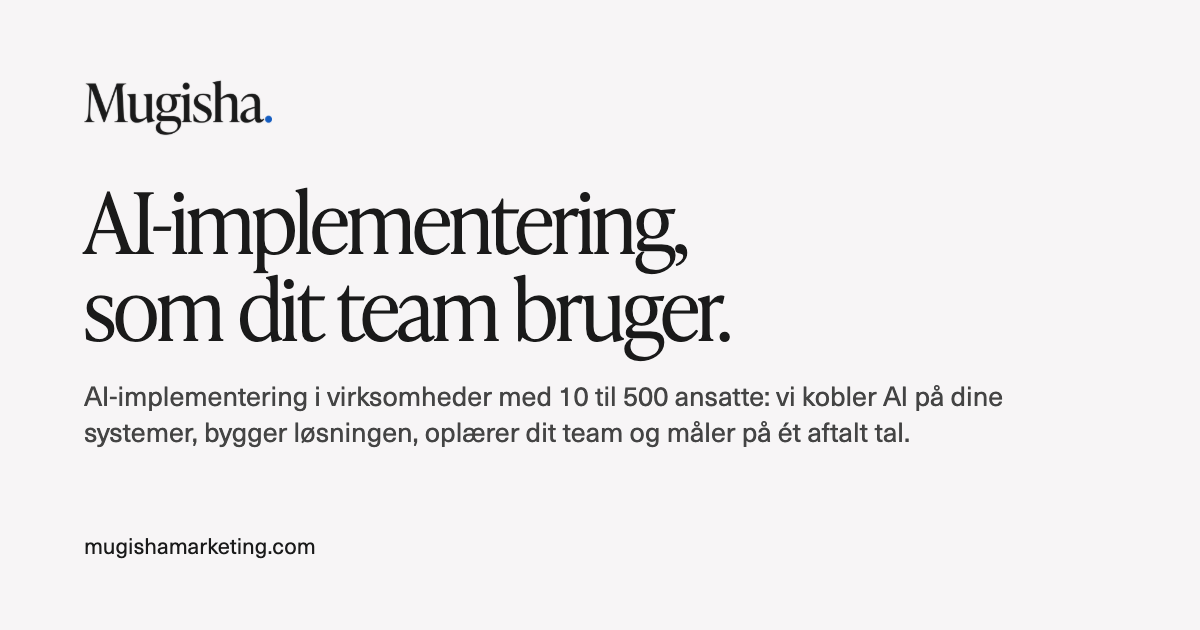 Mugisha.
AI-implementering,
som dit team bruger.
AI-implementering i virksomheder med 10 til 500 ansatte: vi kobler AI på dine
systemer, bygger løsningen, oplærer dit team og måler på ét aftalt tal.
mugishamarketing.com